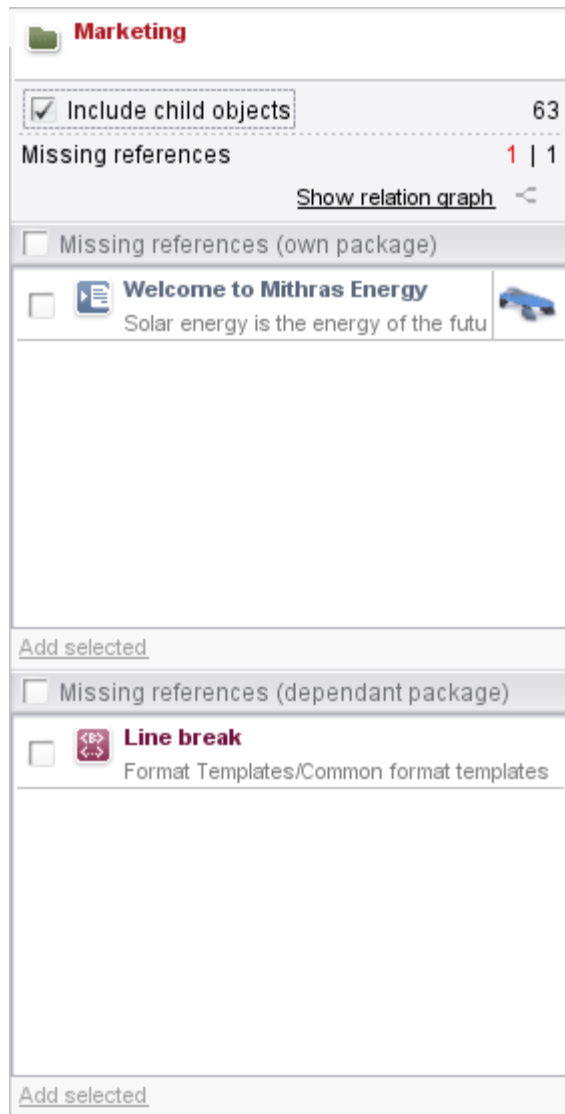 Marketing
Include child objects 63
Missing references 1 | 1
Show relation graph
Missing references (own package)
Welcome to Mithras Energy
Solar energy is the energy of the futu
Add selected
Missing references (dependant package)
Line break
Format Templates/Common format templates
Add selected